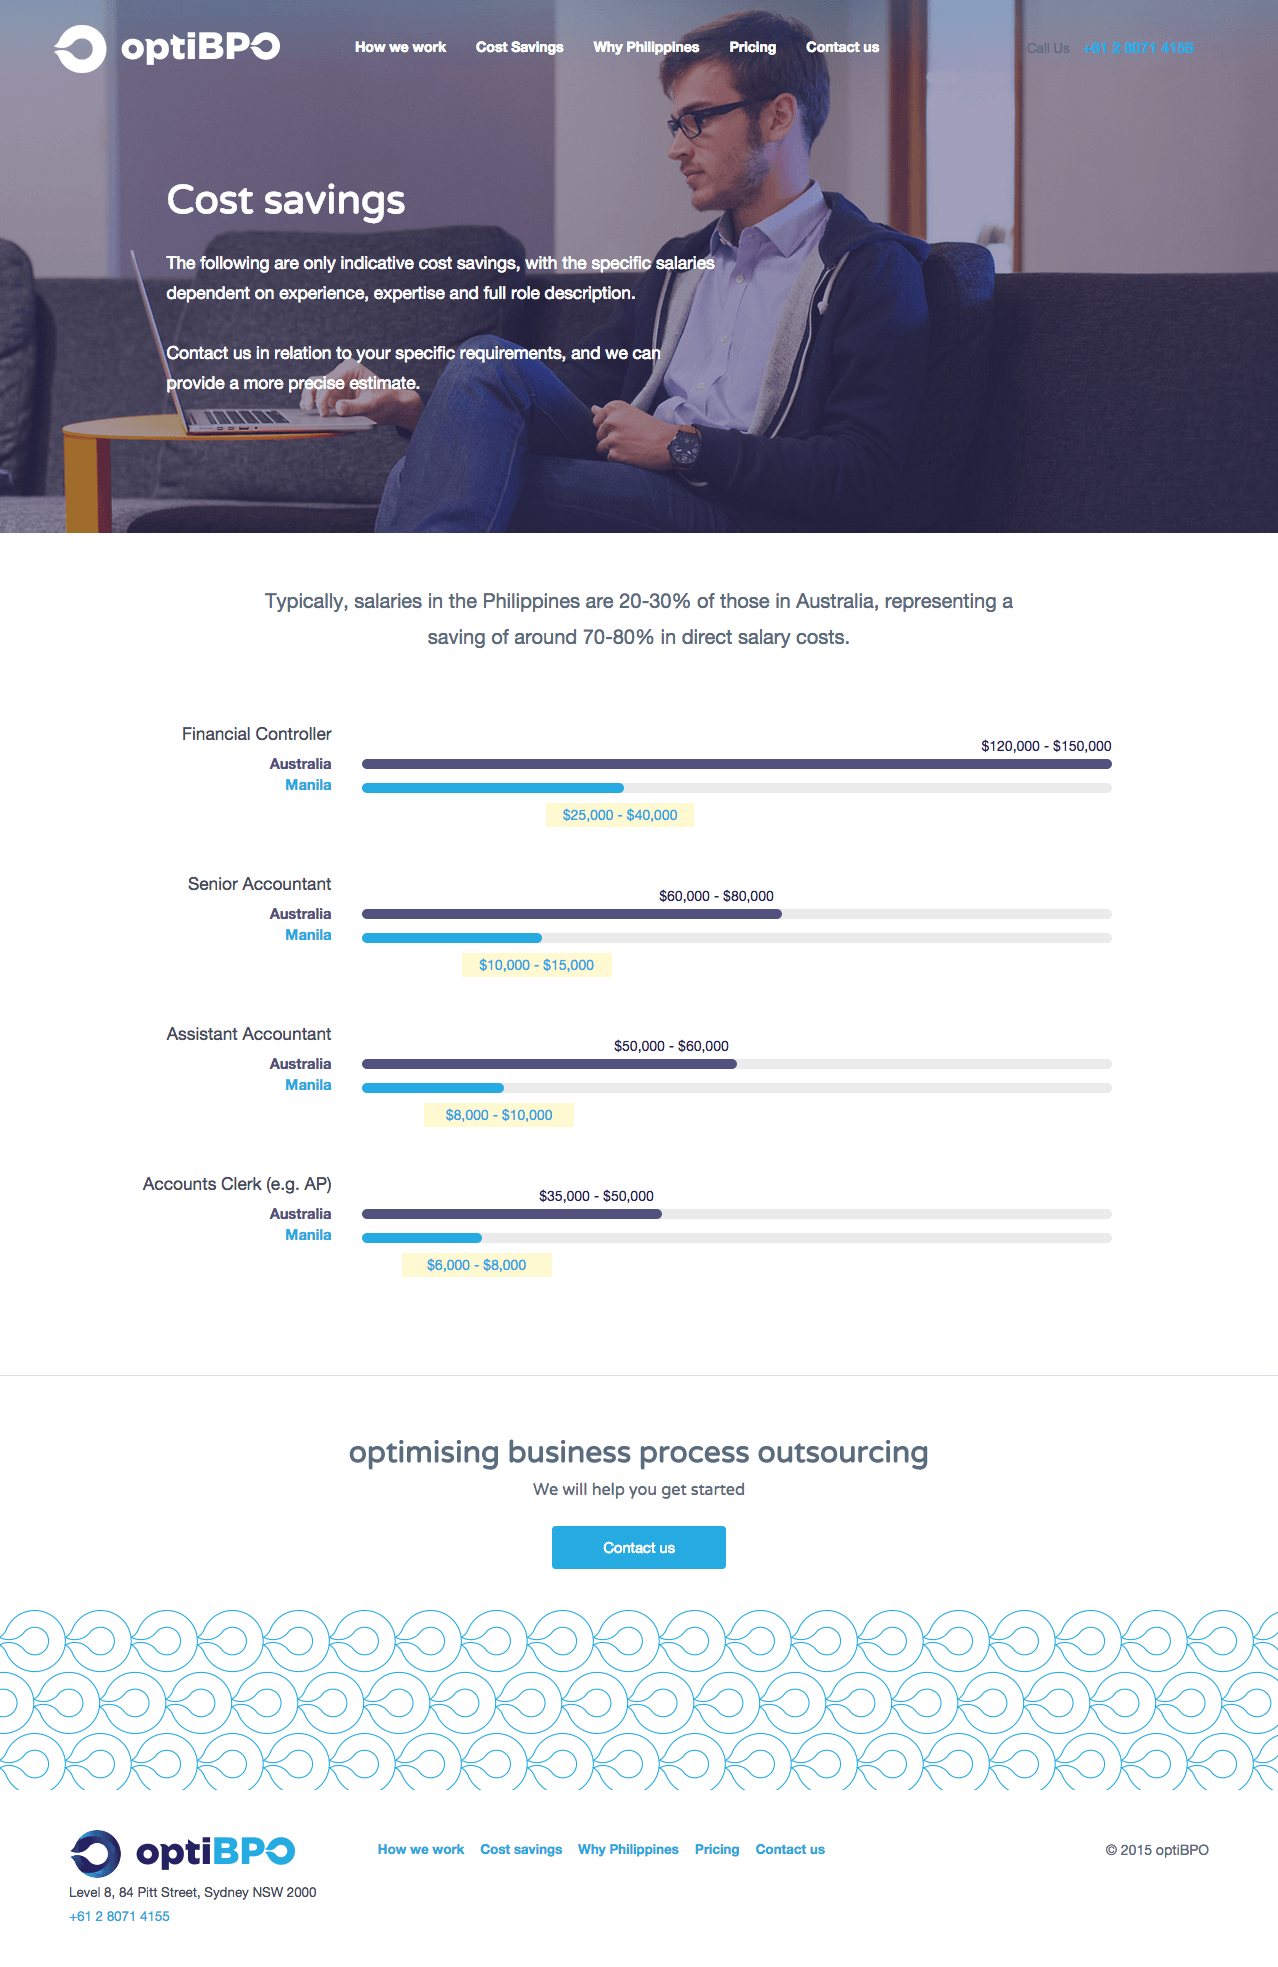 optiBPO
How we work Cost Savings Why Philippines Pricing Contact us
Call Us +61 2 8071 4155
Cost savings
The following are only indicative cost savings, with the specific salaries
dependent on experience, expertise and full role description.
Contact us in relation to your specific requirements, and we can
provide a more precise estimate.
Typically, salaries in the Philippines are 20-30% of those in Australia, representing a
saving of around 70-80% in direct salary costs.
Financial Controller
$120,000 - $150,000
Australia
Manila
$25,000 - $40,000
Senior Accountant
$60,000 - $80,000
Australia
Manila
$10,000 - $15,000
Assistant Accountant
$50,000 - $60,000
Australia
Manila
$8,000 - $10,000
Accounts Clerk (e.g. AP)
$35,000 - $50,000
Australia
Manila
$6,000 - $8,000
optimising business process outsourcing
We will help you get started
Contact us
optiBPO
How we work Cost savings Why Philippines Pricing Contact us
© 2015 optiBPO
Level 8, 84 Pitt Street, Sydney NSW 2000
+61 2 8071 4155